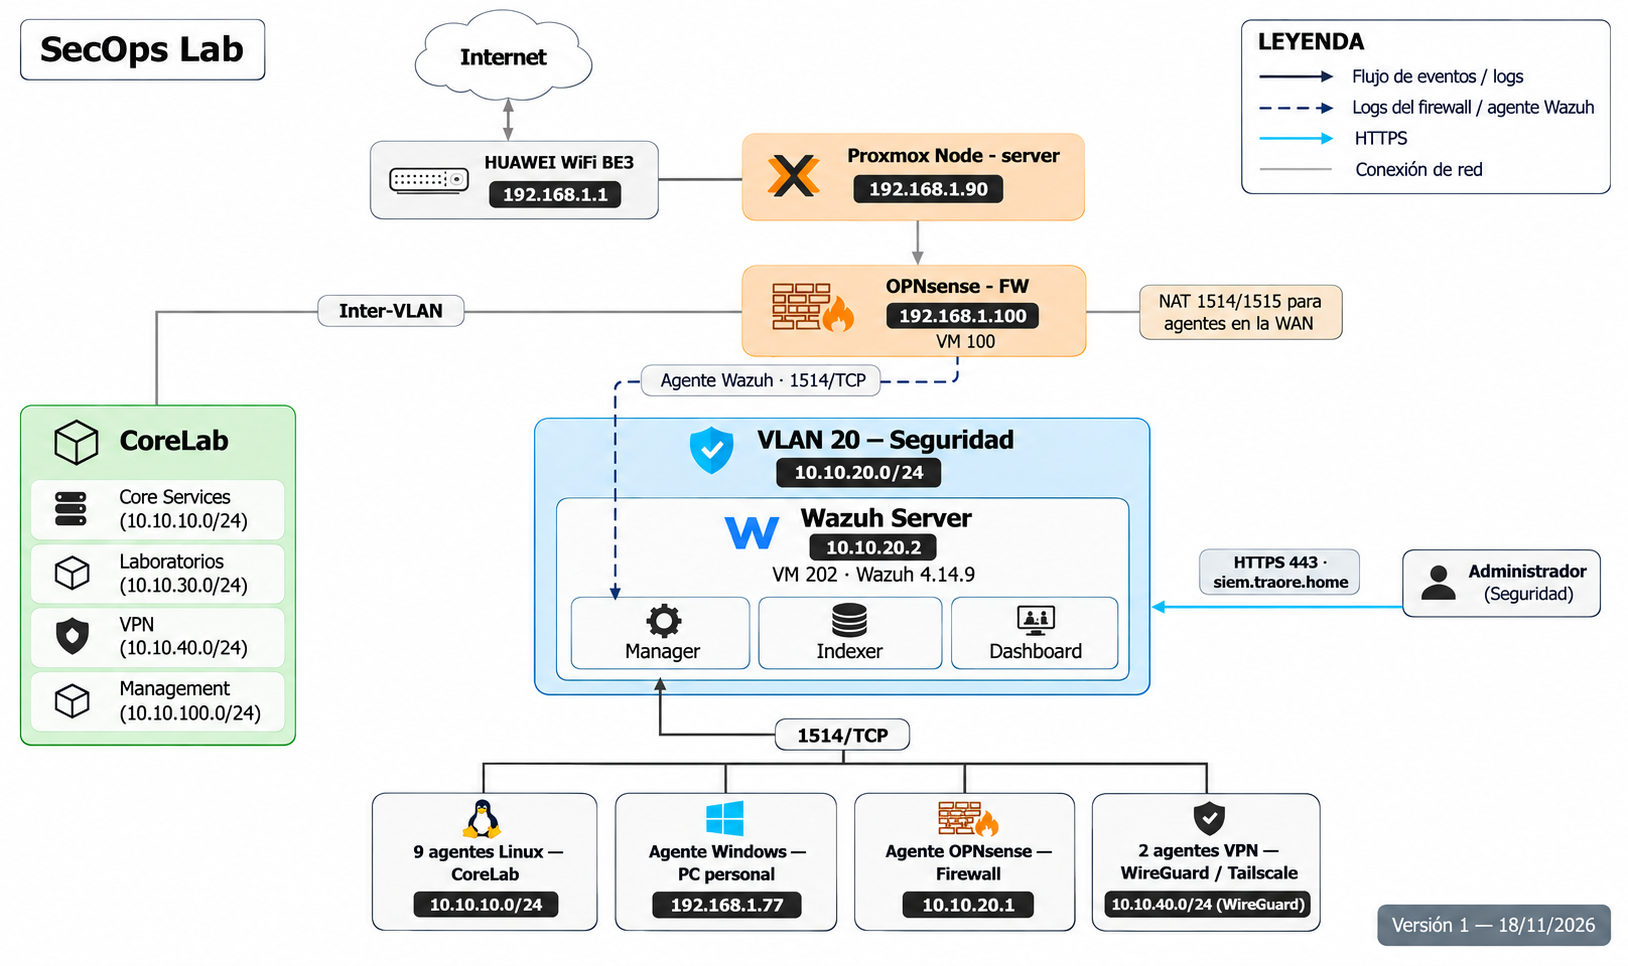 SecOps Lab
Internet
LEYENDA
Flujo de eventos / logs
Logs del firewall / agente Wazuh
HTTPS
Conexión de red
HUAWEI WiFi BE3
192.168.1.1
Proxmox Node - server
192.168.1.90
OPNsense - FW
192.168.1.100
VM 100
Inter-VLAN
NAT 1514/1515 para
agentes en la WAN
Agente Wazuh · 1514/TCP
CoreLab
Core Services
(10.10.10.0/24)
Laboratorios
(10.10.30.0/24)
VPN
(10.10.40.0/24)
Management
(10.10.100.0/24)
VLAN 20 – Seguridad
10.10.20.0/24
W
Wazuh Server
10.10.20.2
VM 202 · Wazuh 4.14.9
Manager
Indexer
Dashboard
HTTPS 443 ·
siem.traore.home
Administrador
(Seguridad)
1514/TCP
9 agentes Linux —
CoreLab
10.10.10.0/24
Agente Windows —
PC personal
192.168.1.77
Agente OPNsense —
Firewall
10.10.20.1
2 agentes VPN —
WireGuard / Tailscale
10.10.40.0/24 (WireGuard)
Versión 1 — 18/11/2026